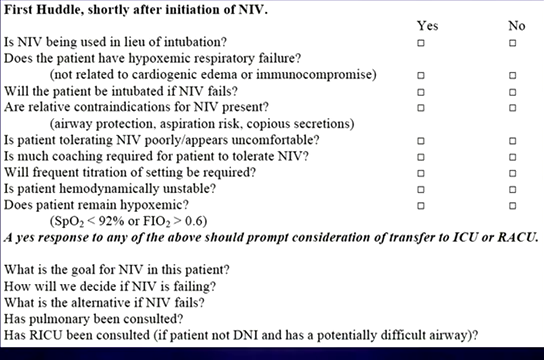 First Huddle, shortly after initiation of NIV.
Yes No
Is NIV being used in lieu of intubation?
Does the patient have hypoxemic respiratory failure?
(not related to cardiogenic edema or immunocompromise)
Will the patient be intubated if NIV fails?
Are relative contraindications for NIV present?
(airway protection, aspiration risk, copious secretions)
Is patient tolerating NIV poorly/appears uncomfortable?
Is much coaching required for patient to tolerate NIV?
Will frequent titration of setting be required?
Is patient hemodynamically unstable?
Does patient remain hypoxemic?
(SpO₂ < 92% or FIO₂ > 0.6)
A yes response to any of the above should prompt consideration of transfer to ICU or RACU.
What is the goal for NIV in this patient?
How will we decide if NIV is failing?
What is the alternative if NIV fails?
Has pulmonary been consulted?
Has RICU been consulted (if patient not DNI and has a potentially difficult airway)?